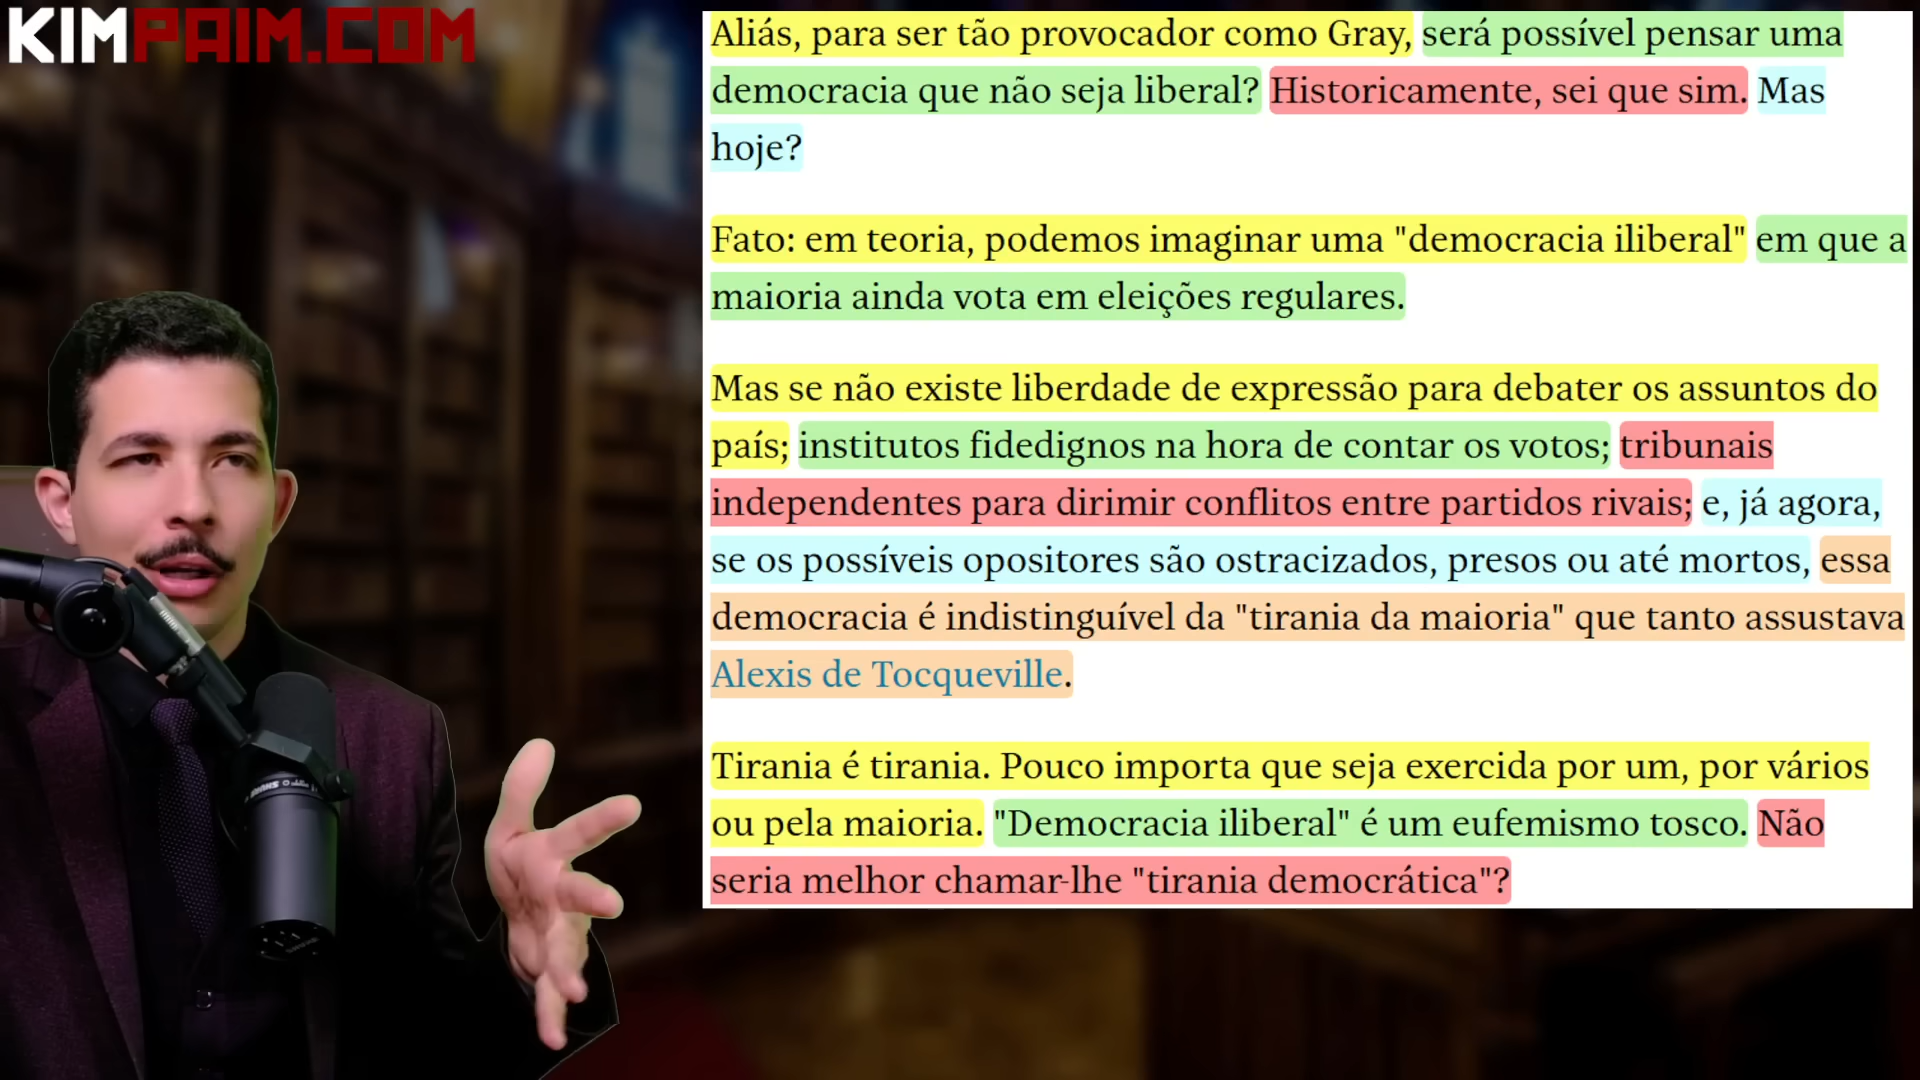 KIMPAIM.COM
Aliás, para ser tão provocador como Gray, será possível pensar uma
democracia que não seja liberal? Historicamente, sei que sim. Mas
hoje?
Fato: em teoria, podemos imaginar uma "democracia iliberal" em que a
maioria ainda vota em eleições regulares.
Mas se não existe liberdade de expressão para debater os assuntos do
país; institutos fidedignos na hora de contar os votos; tribunais
independentes para dirimir conflitos entre partidos rivais; e, já agora,
se os possíveis opositores são ostracizados, presos ou até mortos, essa
democracia é indistinguível da "tirania da maioria" que tanto assustava
Alexis de Tocqueville.
Tirania é tirania. Pouco importa que seja exercida por um, por vários
ou pela maioria. "Democracia iliberal" é um eufemismo tosco. Não
seria melhor chamar-lhe "tirania democrática"?